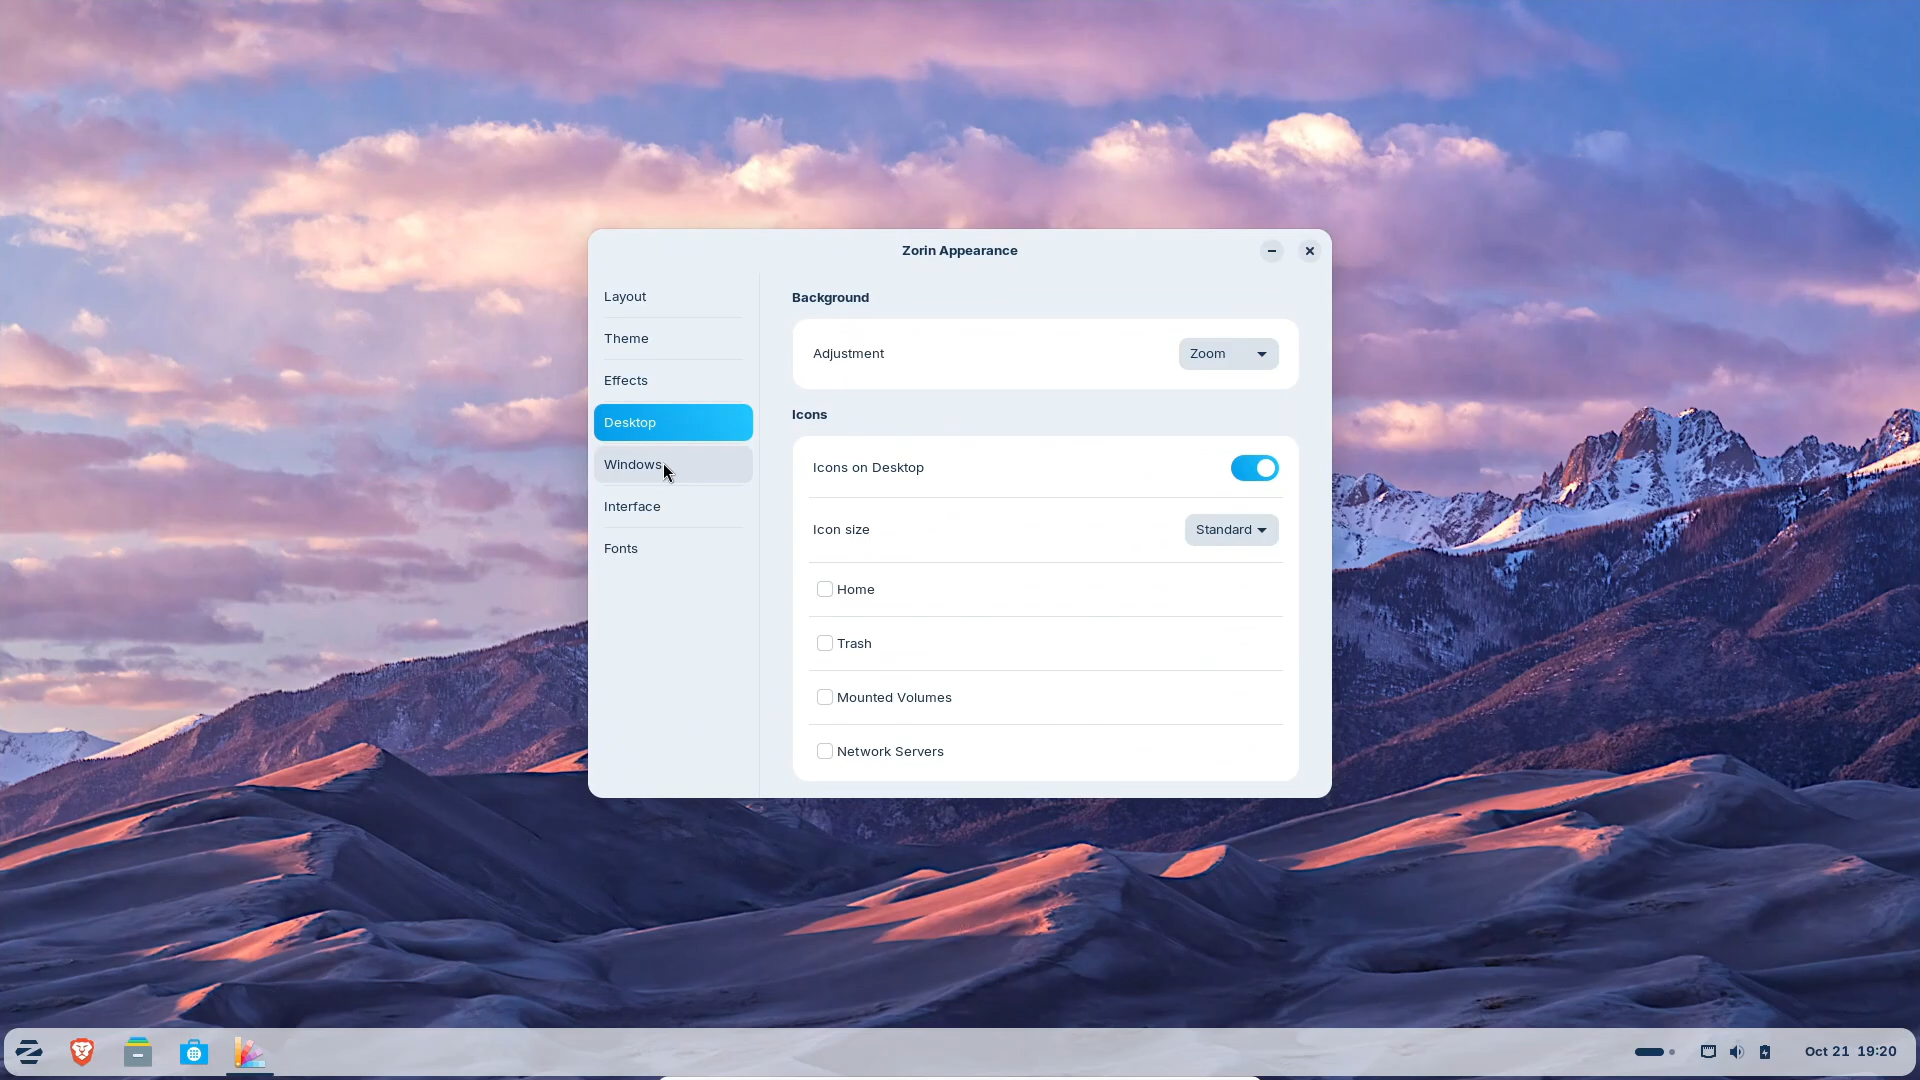 Zorin Appearance
Layout
Theme
Effects
Desktop
Windows
Interface
Fonts
Background
Adjustment
Zoom
Icons
Icons on Desktop
Icon size
Standard
Home
Trash
Mounted Volumes
Network Servers
Oct 21 19:20